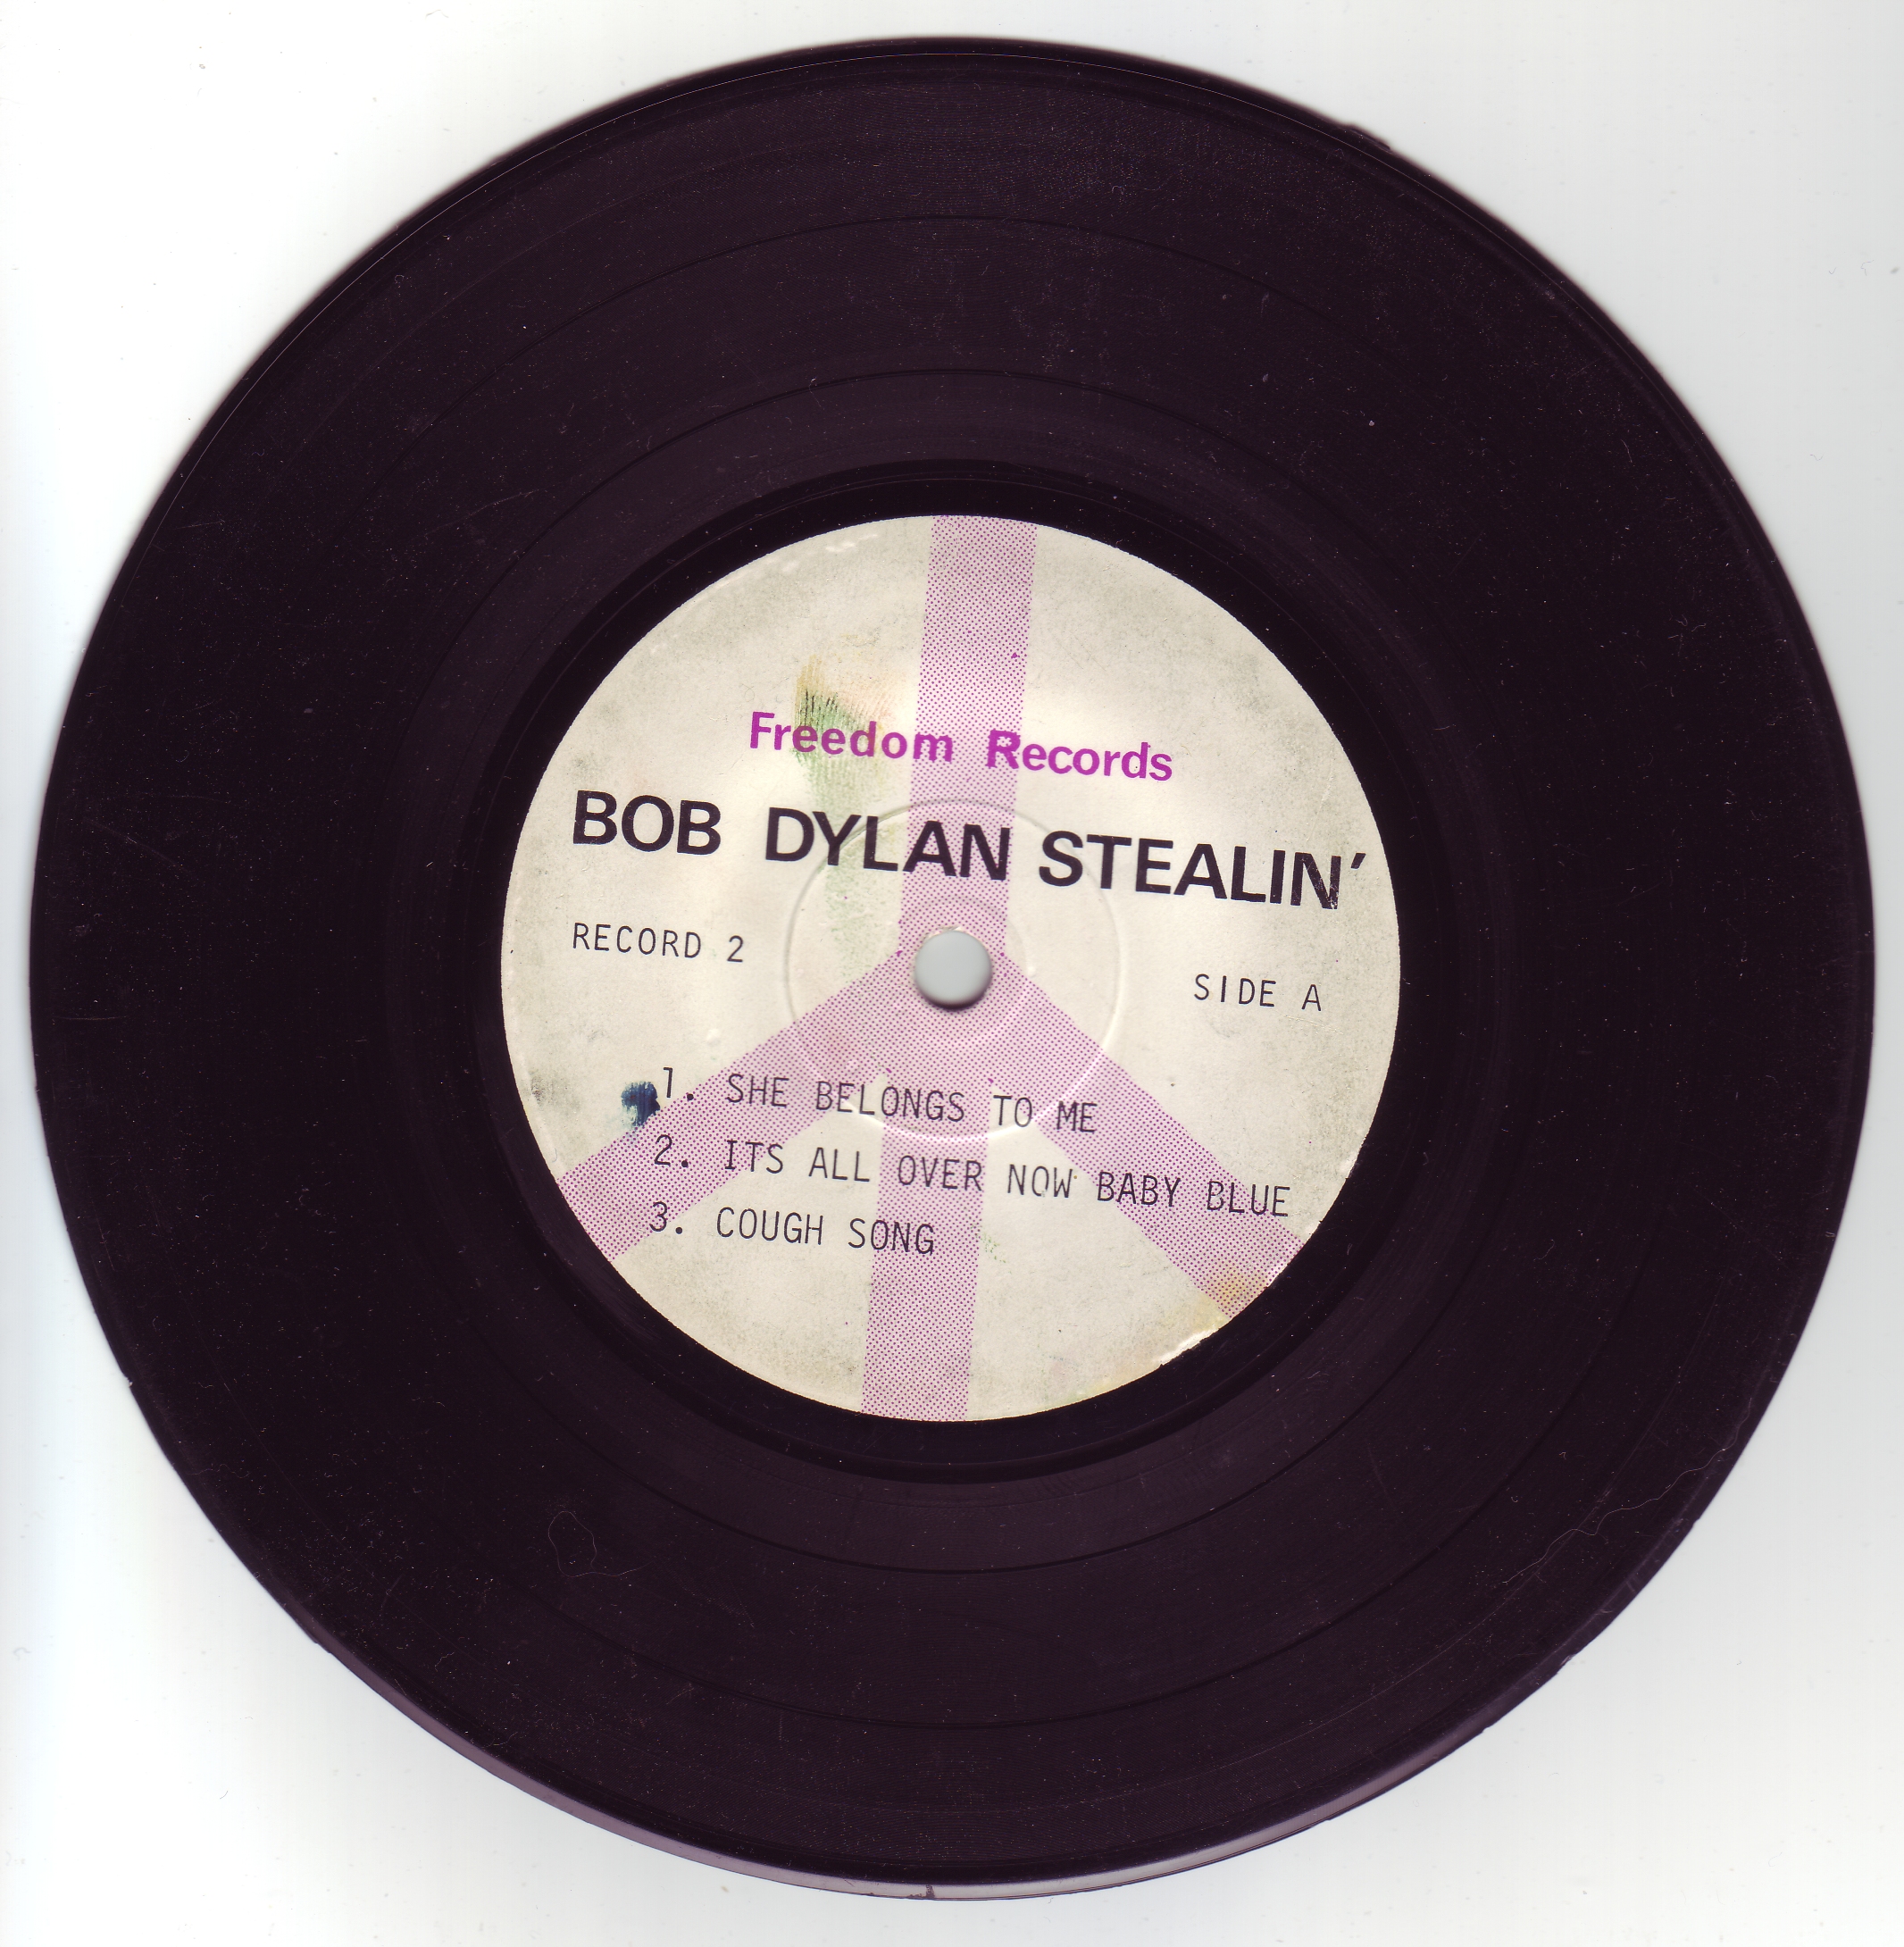 Freedom Records
BOB DYLAN STEALIN'
RECORD 2
SIDE A
1. SHE BELONGS TO ME
2. ITS ALL OVER NOW BABY BLUE
3. COUGH SONG